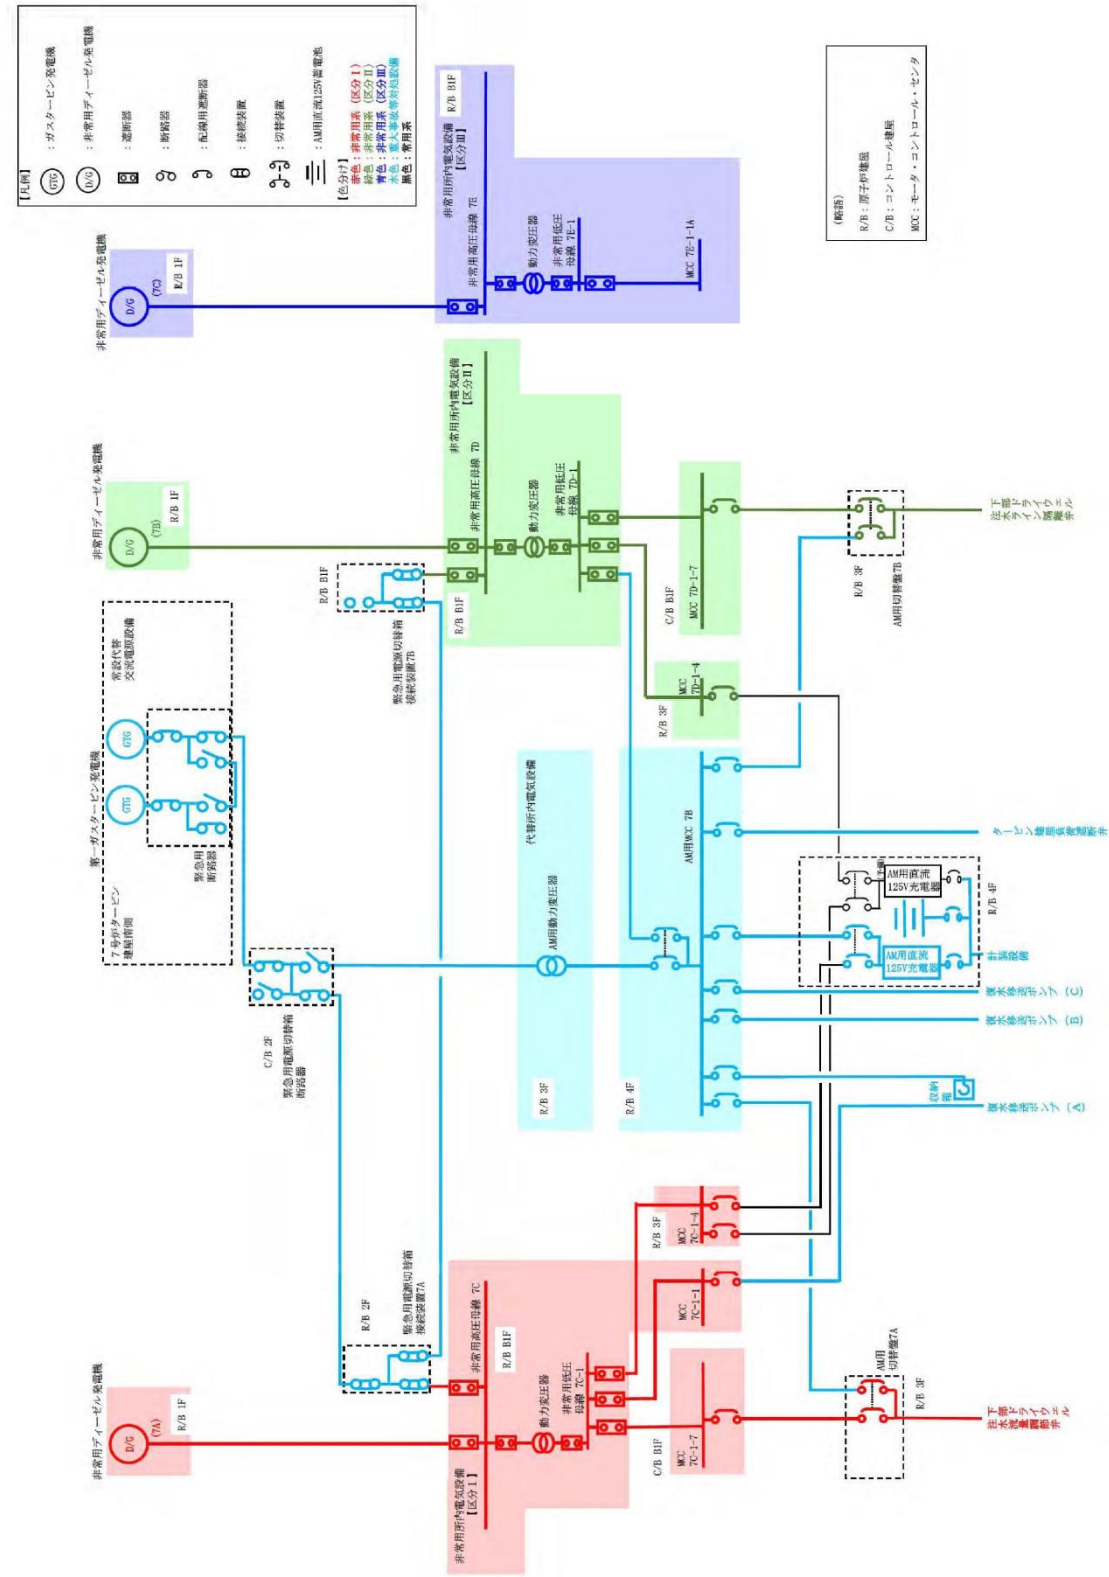 【凡例】
GTG
：ガスタービン発電機
D/G
：非常用ディーゼル発電機
：遮断器
：断路器
：配線用遮断器
：接続装置
：切替装置
：AM用直流125V蓄電池
【色分け】
赤色：非常用系（区分Ⅰ）
緑色：非常用系（区分Ⅱ）
青色：非常用系（区分Ⅲ）
水色：重大事故等対処設備
黒色：常用系
（略語）
R/B：原子炉建屋
C/B：コントロール建屋
MCC：モータ・コントロール・センタ
非常用ディーゼル発電機
D/G
(7A)
R/B 1F
第一ガスタービン発電機
7号炉タービン
建屋南側
常設代替
交流電源設備
GTG
GTG
緊急用
断路器
非常用ディーゼル発電機
D/G
(7B)
R/B 1F
非常用ディーゼル発電機
D/G
(7C)
R/B 1F
C/B 2F
緊急用電源切替箱
断路器
R/B 2F
緊急用電源切替箱
接続装置7A
R/B B1F
緊急用電源切替箱
接続装置7B
非常用所内電気設備
【区分Ⅰ】
非常用高圧母線 7C
R/B B1F
動力変圧器
非常用低圧
母線 7C-1
C/B B1F
MCC
7C-1-7
MCC
7C-1-1
R/B 3F
MCC
7C-1-4
代替所内電気設備
R/B 3F
AM用動力変圧器
R/B 4F
AM用MCC 7B
非常用所内電気設備
【区分Ⅱ】
非常用高圧母線 7D
R/B B1F
動力変圧器
非常用低圧
母線 7D-1
R/B 3F
MCC
7D-1-4
C/B B1F
MCC 7D-1-7
非常用所内電気設備
【区分Ⅲ】
R/B B1F
非常用高圧母線 7E
動力変圧器
非常用低圧
母線 7E-1
MCC 7E-1-1A
AM用
切替盤7A
R/B 3F
下部ドライウェル
注水流量調節弁
復水移送ポンプ (A)
収納
箱
復水移送ポンプ (B)
復水移送ポンプ (C)
AM用直流
125V充電器
AM用直流
125V充電器
R/B 4F
計装設備
タービン建屋負荷遮断弁
R/B 3F
AM用切替盤7B
下部ドライウェル
注水ライン隔離弁